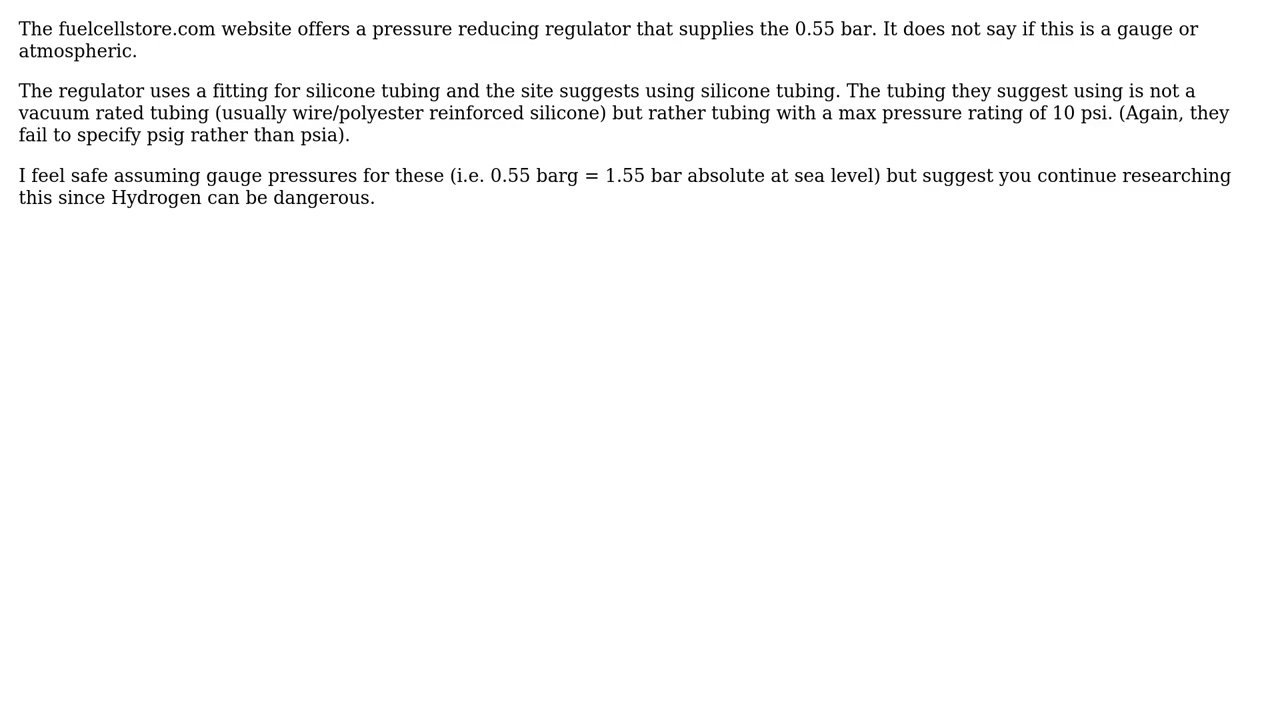 The fuelcellstore.com website offers a pressure reducing regulator that supplies the 0.55 bar. It does not say if this is a gauge or
atmospheric.
The regulator uses a fitting for silicone tubing and the site suggests using silicone tubing. The tubing they suggest using is not a
vacuum rated tubing (usually wire/polyester reinforced silicone) but rather tubing with a max pressure rating of 10 psi. (Again, they
fail to specify psig rather than psia).
I feel safe assuming gauge pressures for these (i.e. 0.55 barg = 1.55 bar absolute at sea level) but suggest you continue researching
this since Hydrogen can be dangerous.